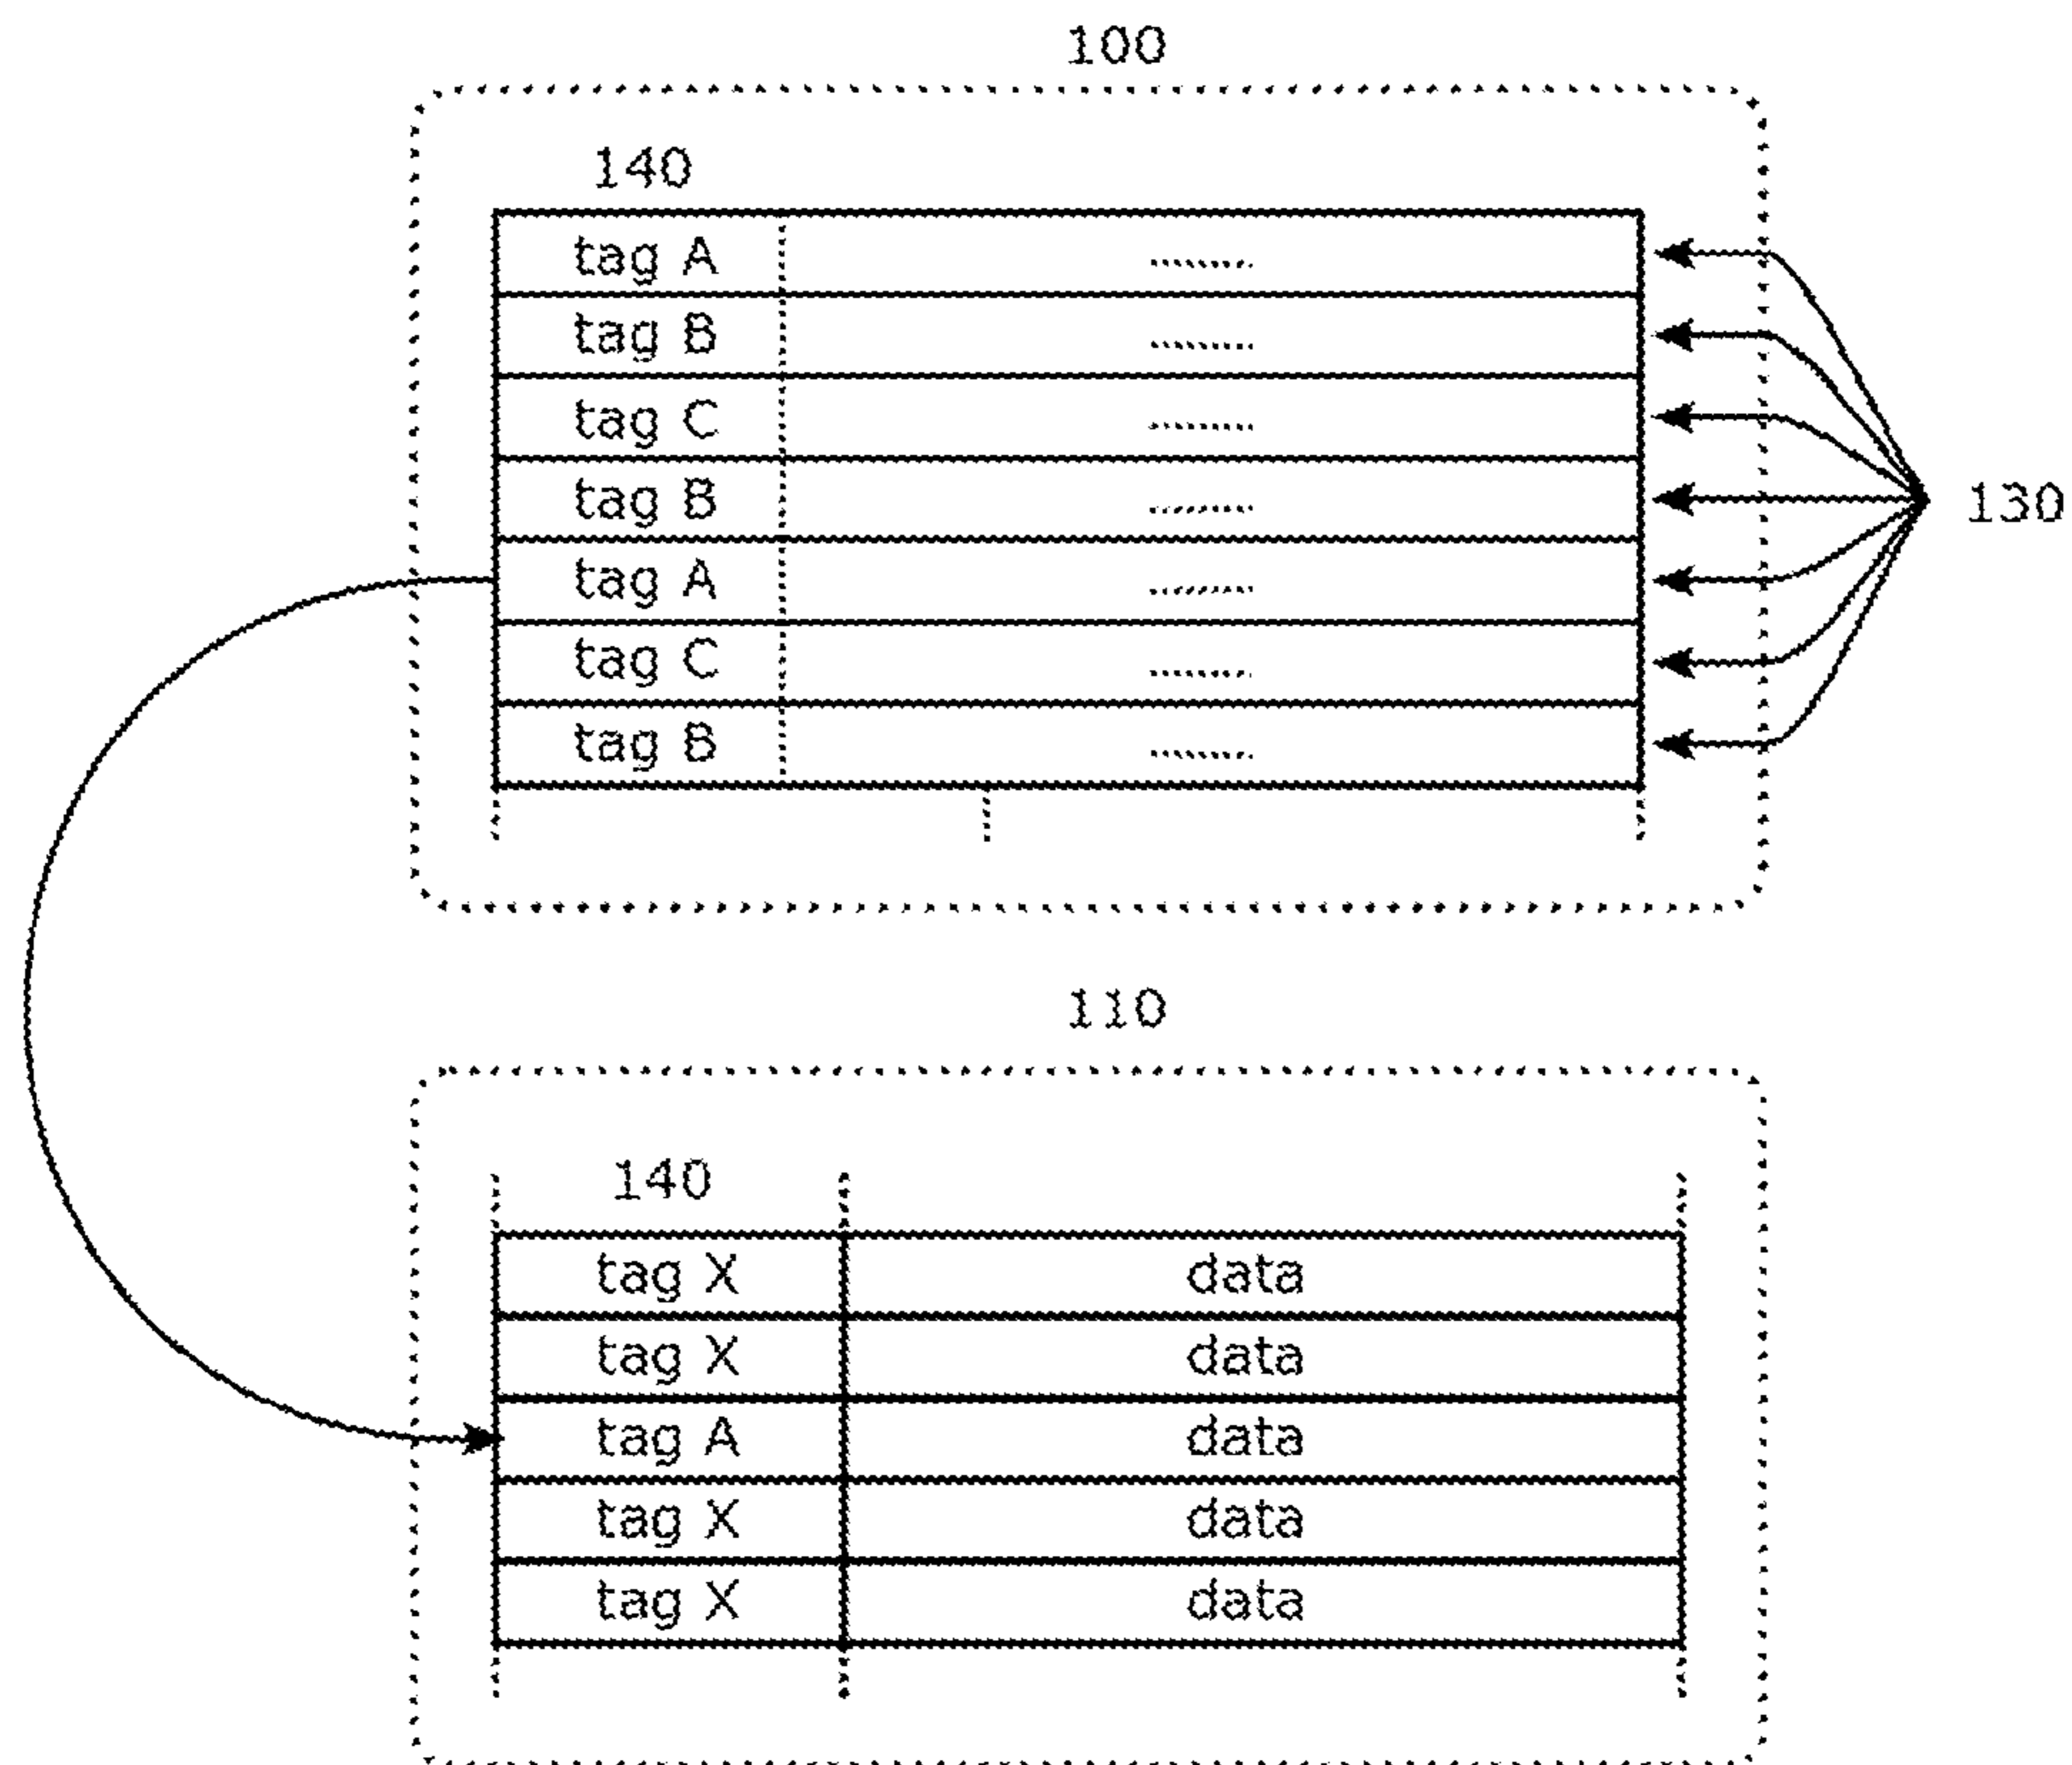 100
140
tag A ........
tag B ........
tag C ........
tag B ........
tag A ........
tag C ........
tag B ........
130
110
140
tag X data
tag X data
tag A data
tag X data
tag X data